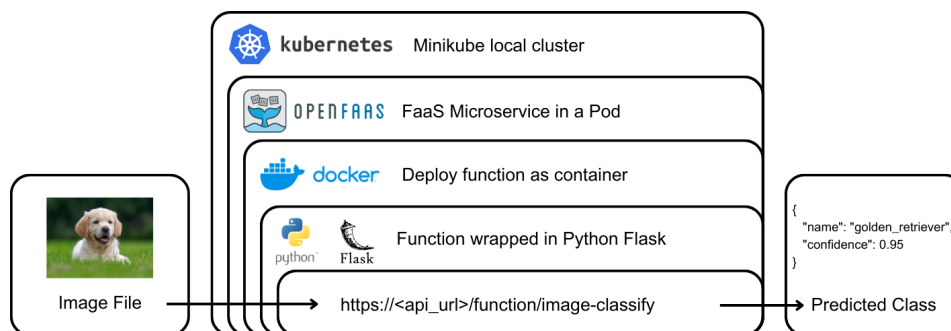 kubernetes Minikube local cluster
OPENFAAS FaaS Microservice in a Pod
docker Deploy function as container
python Flask Function wrapped in Python Flask
https://<api_url>/function/image-classify
Image File
{
"name": "golden_retriever",
"confidence": 0.95
}
Predicted Class